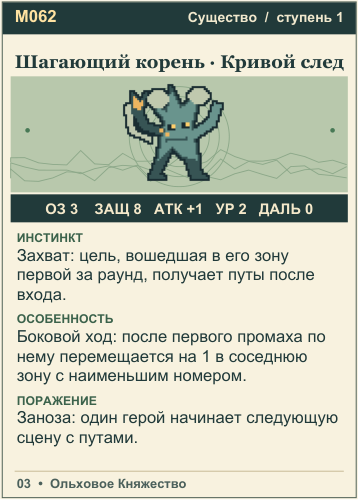 M062
Существо / ступень 1
Шагающий корень · Кривой след
ОЗ 3 ЗАЩ 8 АТК +1 УР 2 ДАЛЬ 0
ИНСТИНКТ
Захват: цель, вошедшая в его зону
первой за раунд, получает путы после
входа.
ОСОБЕННОСТЬ
Боковой ход: после первого промаха по
нему перемещается на 1 в соседнюю
зону с наименьшим номером.
ПОРАЖЕНИЕ
Заноза: один герой начинает следующую
сцену с путами.
03 • Ольховое Княжество